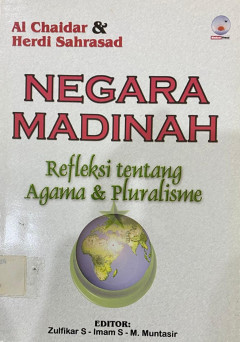 Al Chaidar &
Herdi Sahrasad
NEGARA
MADINAH
Refleksi tentang
Agama & Pluralisme
EDITOR:
Zulfikar S - Imam S - M. Muntasir